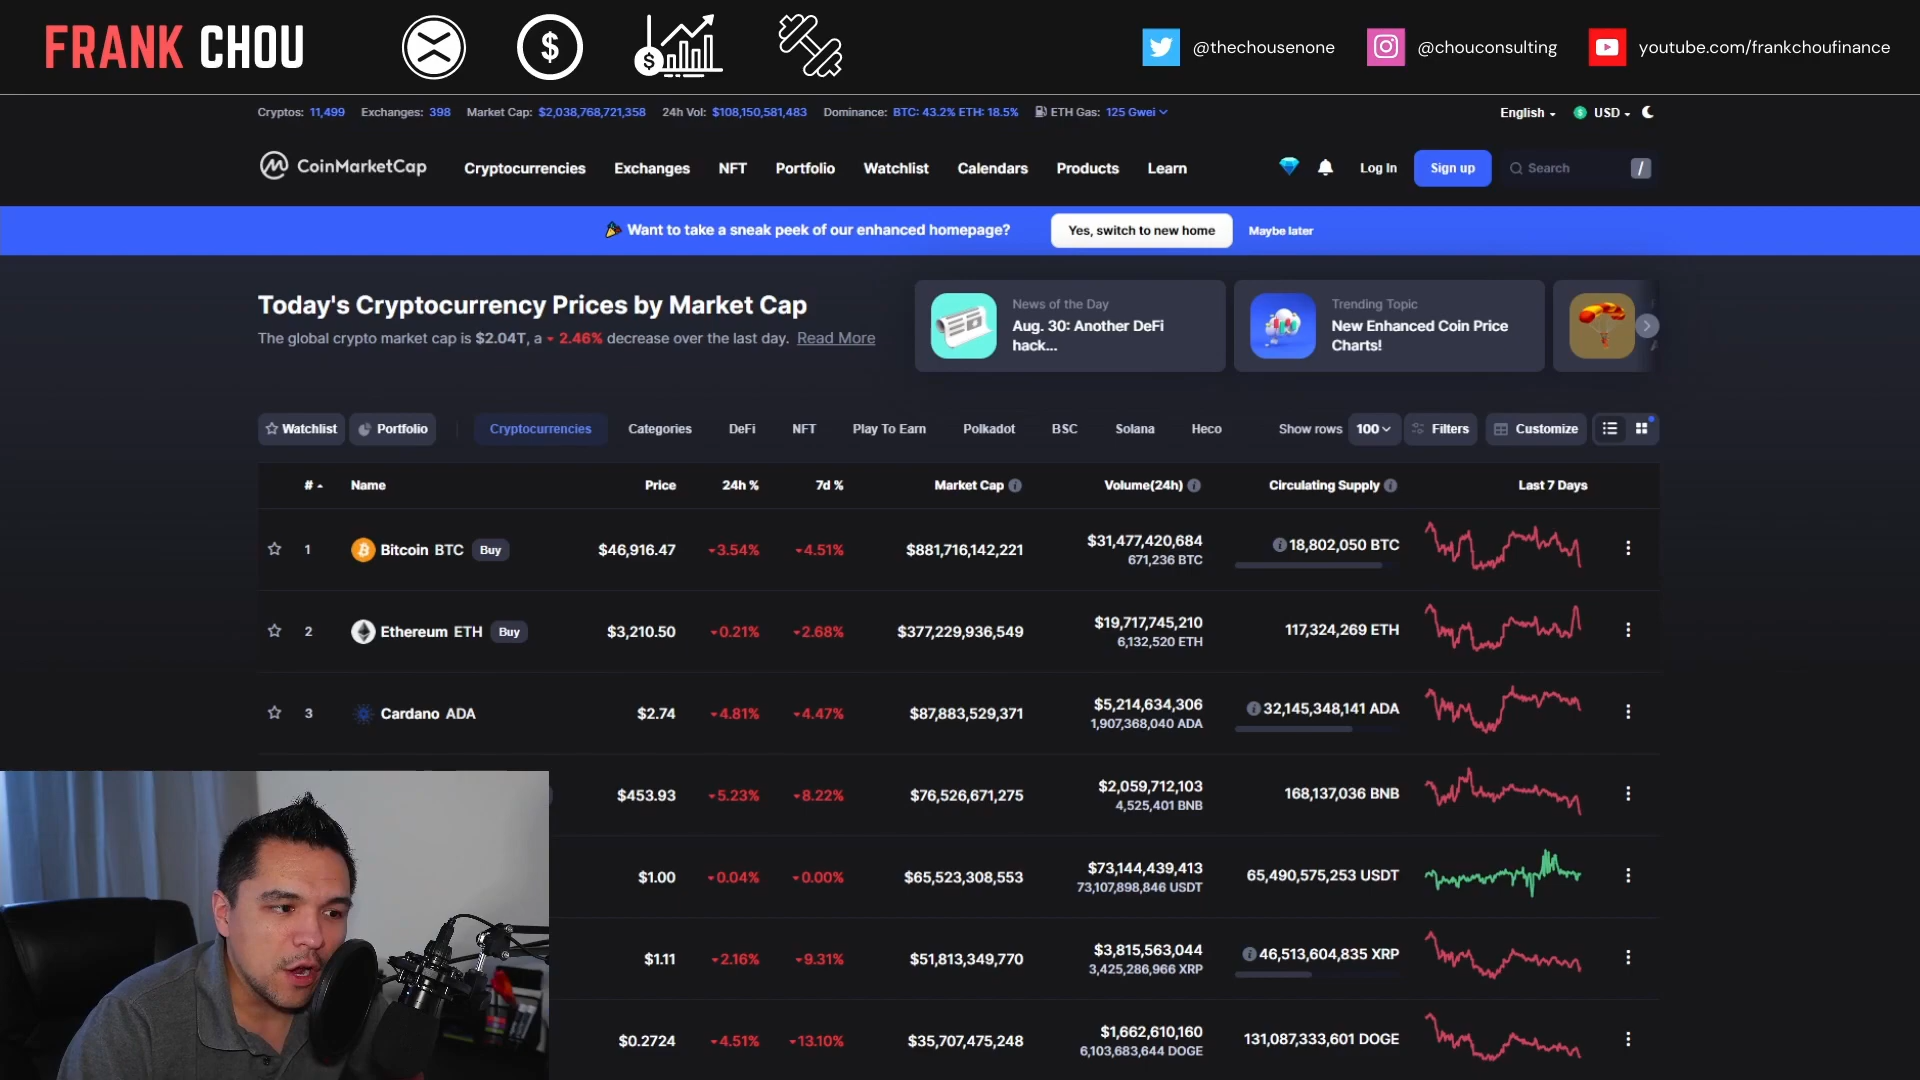 FRANK CHOU
@thechousenone
@chouconsulting
youtube.com/frankchoufinance
Cryptos: 11,499 Exchanges: 398 Market Cap: $2,038,768,721,358 24h Vol: $108,150,581,483 Dominance: BTC: 43.2% ETH: 18.5% ETH Gas: 125 Gwei
English USD
CoinMarketCap Cryptocurrencies Exchanges NFT Portfolio Watchlist Calendars Products Learn Log In Sign up Search /
Want to take a sneak peek of our enhanced homepage? Yes, switch to new home Maybe later
Today's Cryptocurrency Prices by Market Cap
The global crypto market cap is $2.04T, a 2.46% decrease over the last day. Read More
News of the Day
Aug. 30: Another DeFi
hack...
Trending Topic
New Enhanced Coin Price
Charts!
Watchlist Portfolio Cryptocurrencies Categories DeFi NFT Play To Earn Polkadot BSC Solana Heco Show rows 100 Filters Customize
# Name Price 24h % 7d % Market Cap Volume(24h) Circulating Supply Last 7 Days
1 Bitcoin BTC Buy $46,916.47 3.54% 4.51% $881,716,142,221 $31,477,420,684 18,802,050 BTC
671,236 BTC
2 Ethereum ETH Buy $3,210.50 0.21% 2.68% $377,229,936,549 $19,717,745,210 117,324,269 ETH
6,132,520 ETH
3 Cardano ADA $2.74 4.81% 4.47% $87,883,529,371 $5,214,634,306 32,145,348,141 ADA
1,907,368,040 ADA
$453.93 5.23% 8.22% $76,526,671,275 $2,059,712,103 168,137,036 BNB
4,525,401 BNB
$1.00 0.04% 0.00% $65,523,308,553 $73,144,439,413 65,490,575,253 USDT
73,107,898,846 USDT
$1.11 2.16% 9.31% $51,813,349,770 $3,815,563,044 46,513,604,835 XRP
3,425,286,966 XRP
$0.2724 4.51% 13.10% $35,707,475,248 $1,662,610,160 131,087,333,601 DOGE
6,103,683,644 DOGE